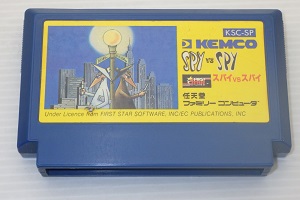 KSC-SP
KEMCO
SPY vs SPY
スパイvsスパイ
任天堂
ファミリー コンピュータ
Under Licence from FIRST STAR SOFTWARE, INC/EC PUBLICATIONS, INC